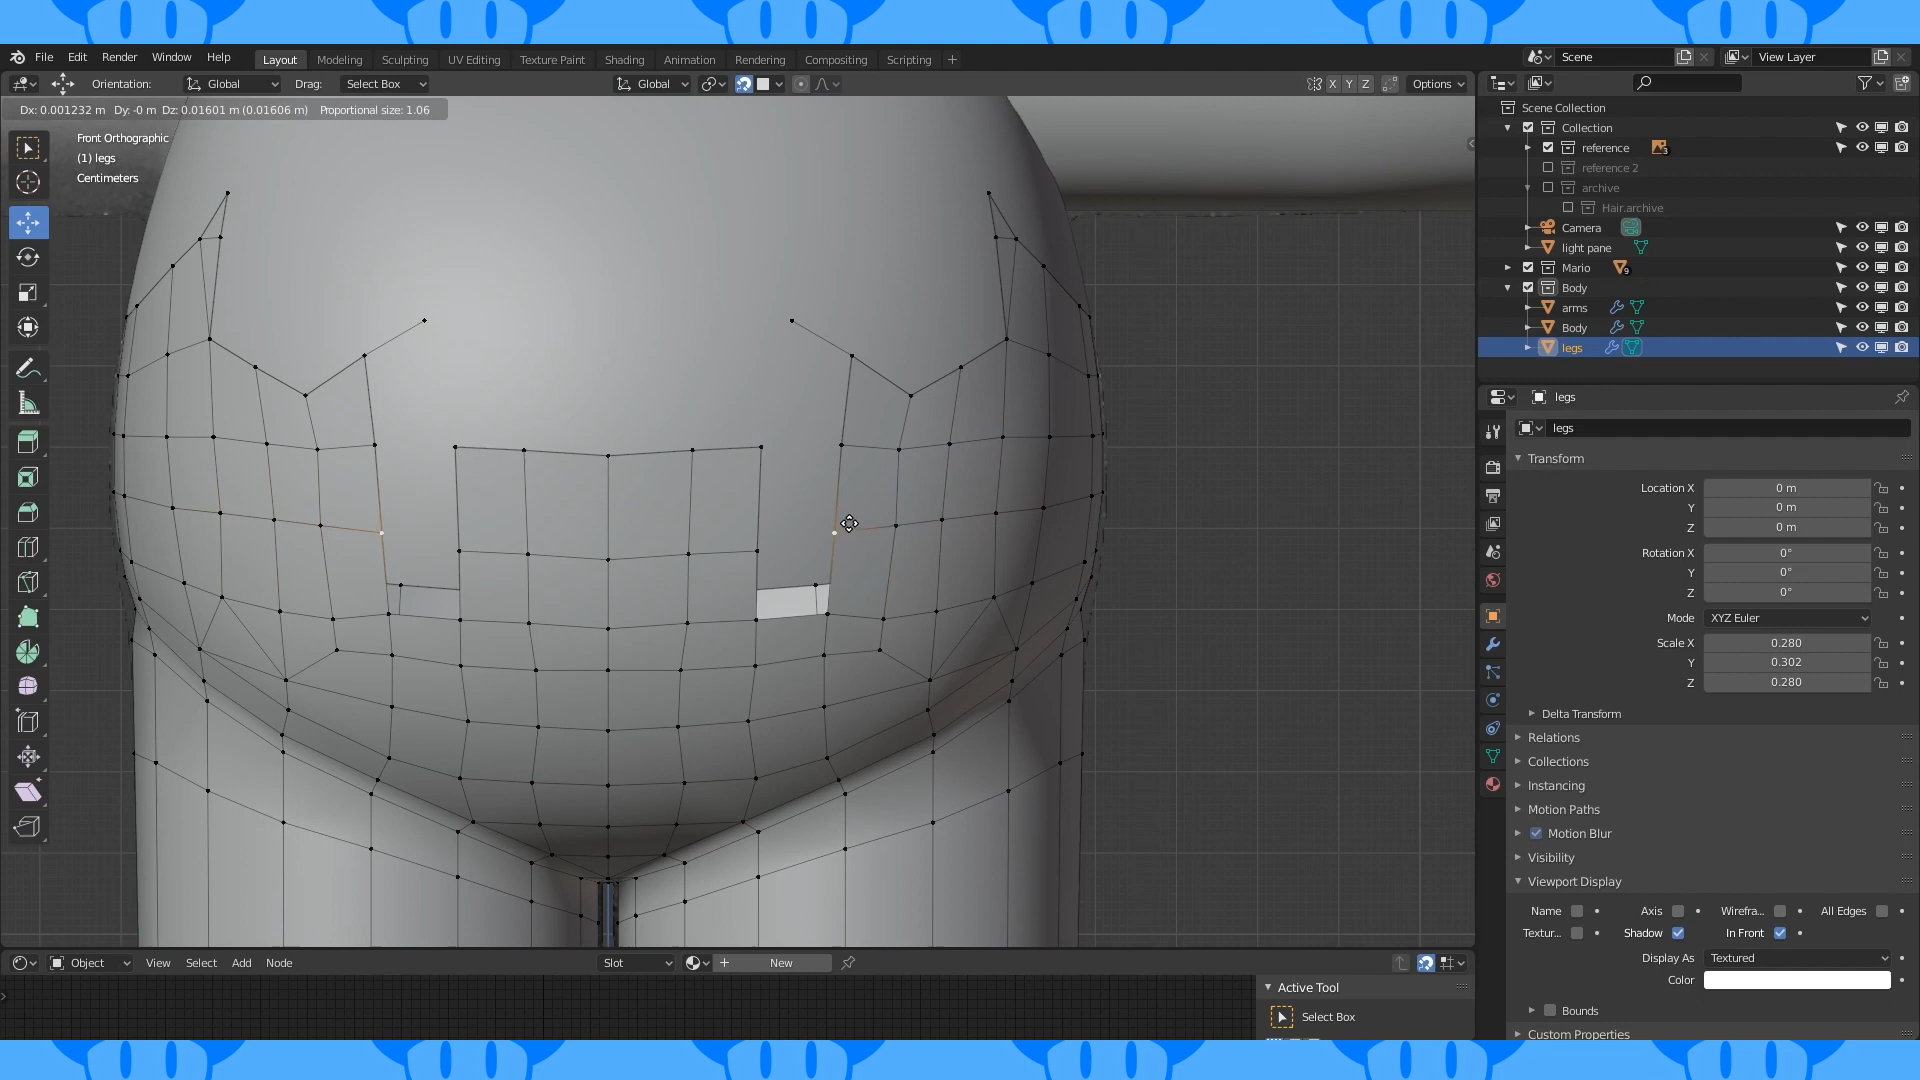 File Edit Render Window Help Layout Modeling Sculpting UV Editing Texture Paint Shading Animation Rendering Compositing Scripting + Scene View Layer
Orientation: Global Drag: Select Box Global X Y Z Options
Dx: 0.001232 m Dy: -0 m Dz: 0.01601 m (0.01606 m) Proportional size: 1.06
Front Orthographic
(1) legs
Centimeters
Scene Collection
Collection
reference 3
reference 2
archive
Hair.archive
Camera
light pane
Mario 9
Body
arms
Body
legs
legs
legs
Transform
Location X 0 m
Y 0 m
Z 0 m
Rotation X 0°
Y 0°
Z 0°
Mode XYZ Euler
Scale X 0.280
Y 0.302
Z 0.280
Delta Transform
Relations
Collections
Instancing
Motion Paths
Motion Blur
Visibility
Viewport Display
Name Axis Wirefra... All Edges
Textur... Shadow In Front
Display As Textured
Color
Bounds
Custom Properties
Object View Select Add Node Slot + New
Active Tool
Select Box